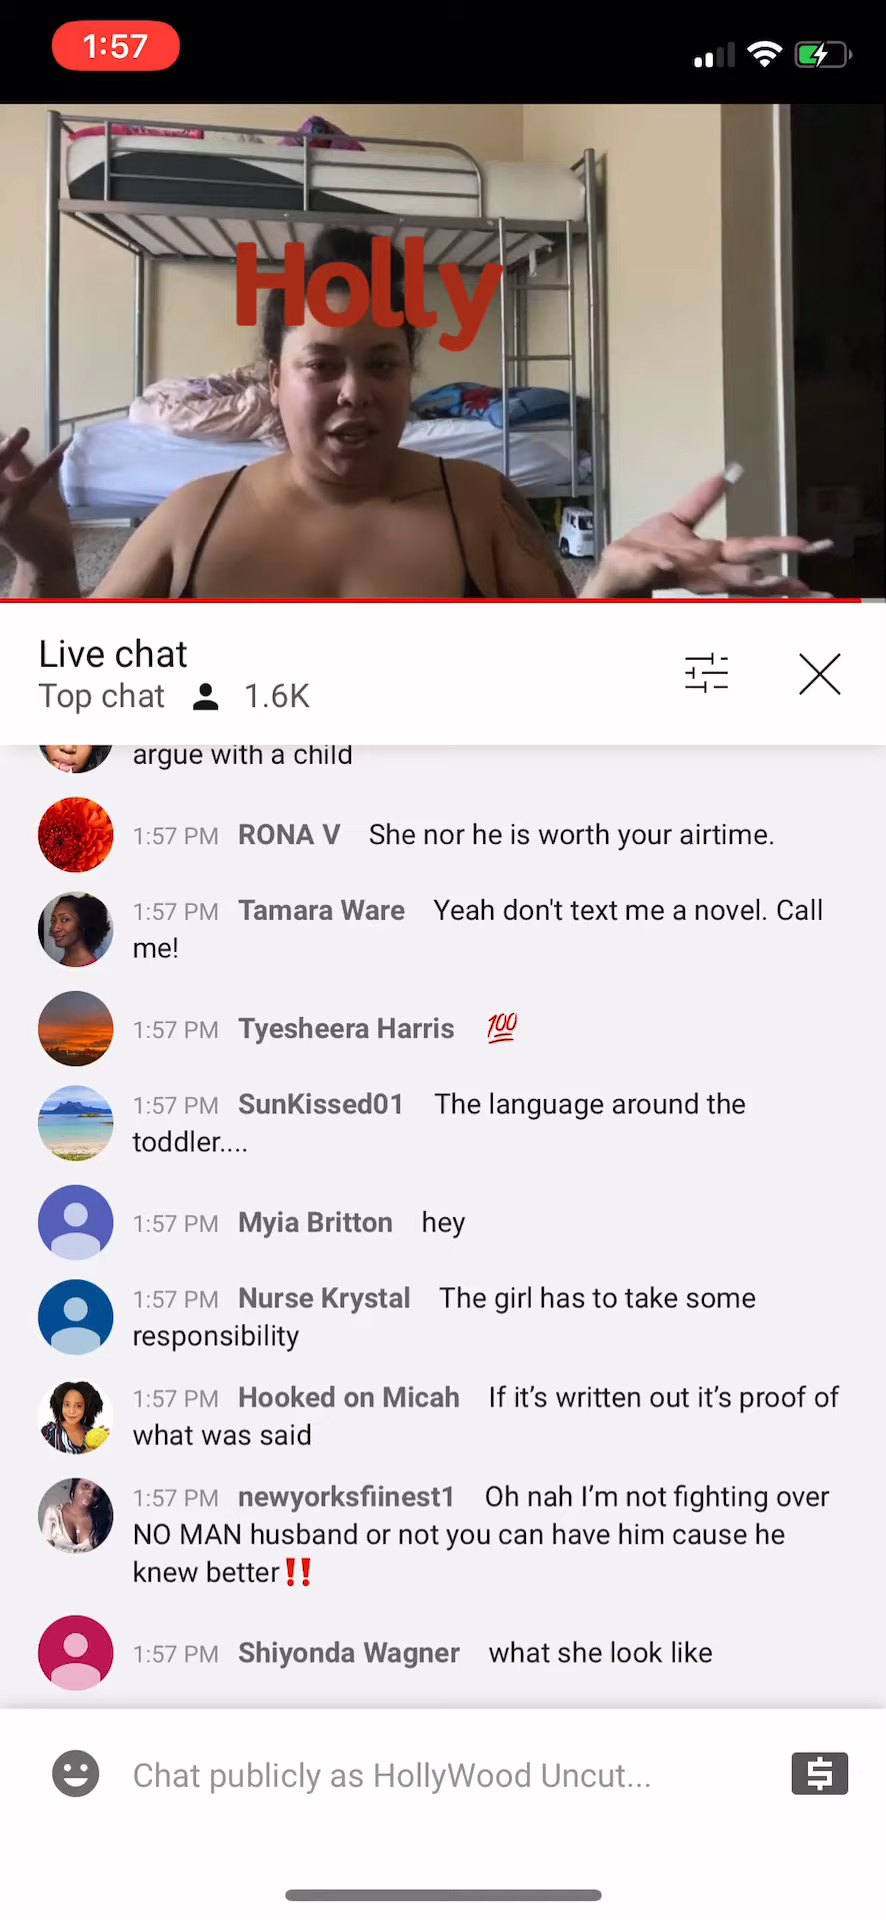 1:57
Holly
Live chat
Top chat 1.6K
argue with a child
1:57 PM RONA V She nor he is worth your airtime.
1:57 PM Tamara Ware Yeah don't text me a novel. Call
me!
1:57 PM Tyesheera Harris 💯
1:57 PM SunKissed01 The language around the
toddler....
1:57 PM Myia Britton hey
1:57 PM Nurse Krystal The girl has to take some
responsibility
1:57 PM Hooked on Micah If it’s written out it’s proof of
what was said
1:57 PM newyorksfiinest1 Oh nah I’m not fighting over
NO MAN husband or not you can have him cause he
knew better‼️
1:57 PM Shiyonda Wagner what she look like
Chat publicly as HollyWood Uncut...